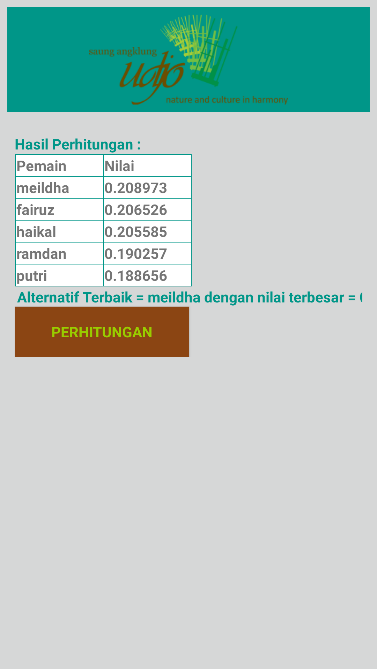 saung angklung
udjo
nature and culture in harmony
Hasil Perhitungan :
Pemain Nilai
meildha 0.208973
fairuz 0.206526
haikal 0.205585
ramdan 0.190257
putri 0.188656
Alternatif Terbaik = meildha dengan nilai terbesar =
PERHITUNGAN